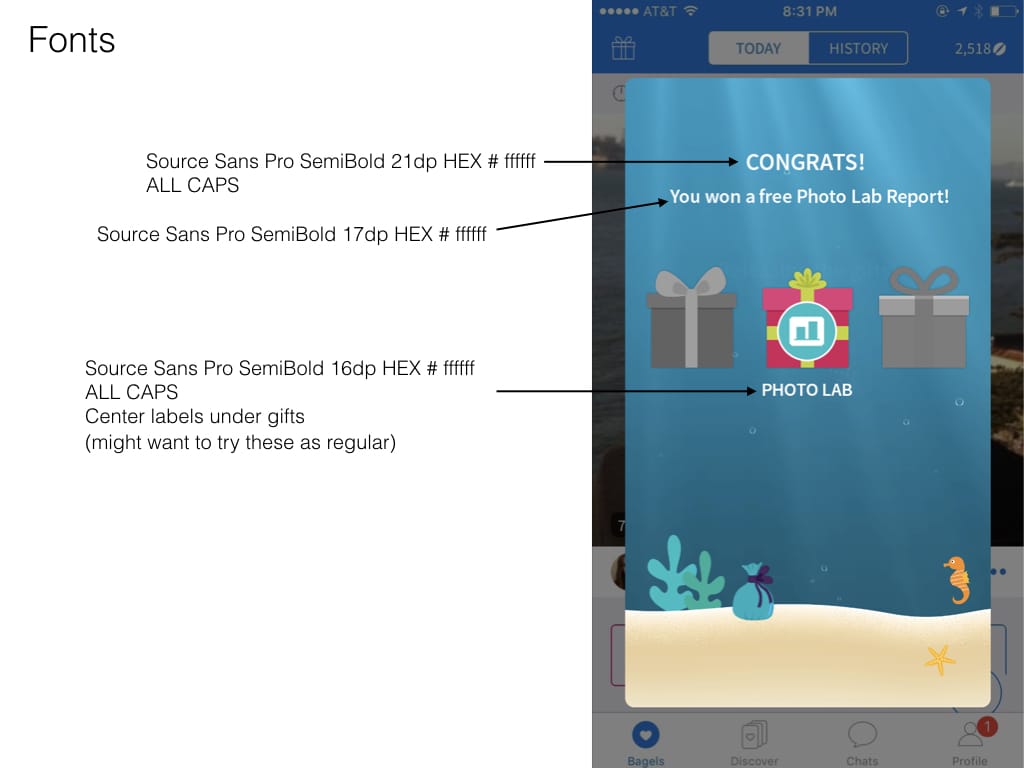 Fonts
AT&T 8:31 PM
TODAY HISTORY 2,518
Source Sans Pro SemiBold 21dp HEX # ffffff
ALL CAPS
CONGRATS!
Source Sans Pro SemiBold 17dp HEX # ffffff
You won a free Photo Lab Report!
Source Sans Pro SemiBold 16dp HEX # ffffff
ALL CAPS
Center labels under gifts
(might want to try these as regular)
PHOTO LAB
7
1
Bagels Discover Chats Profile